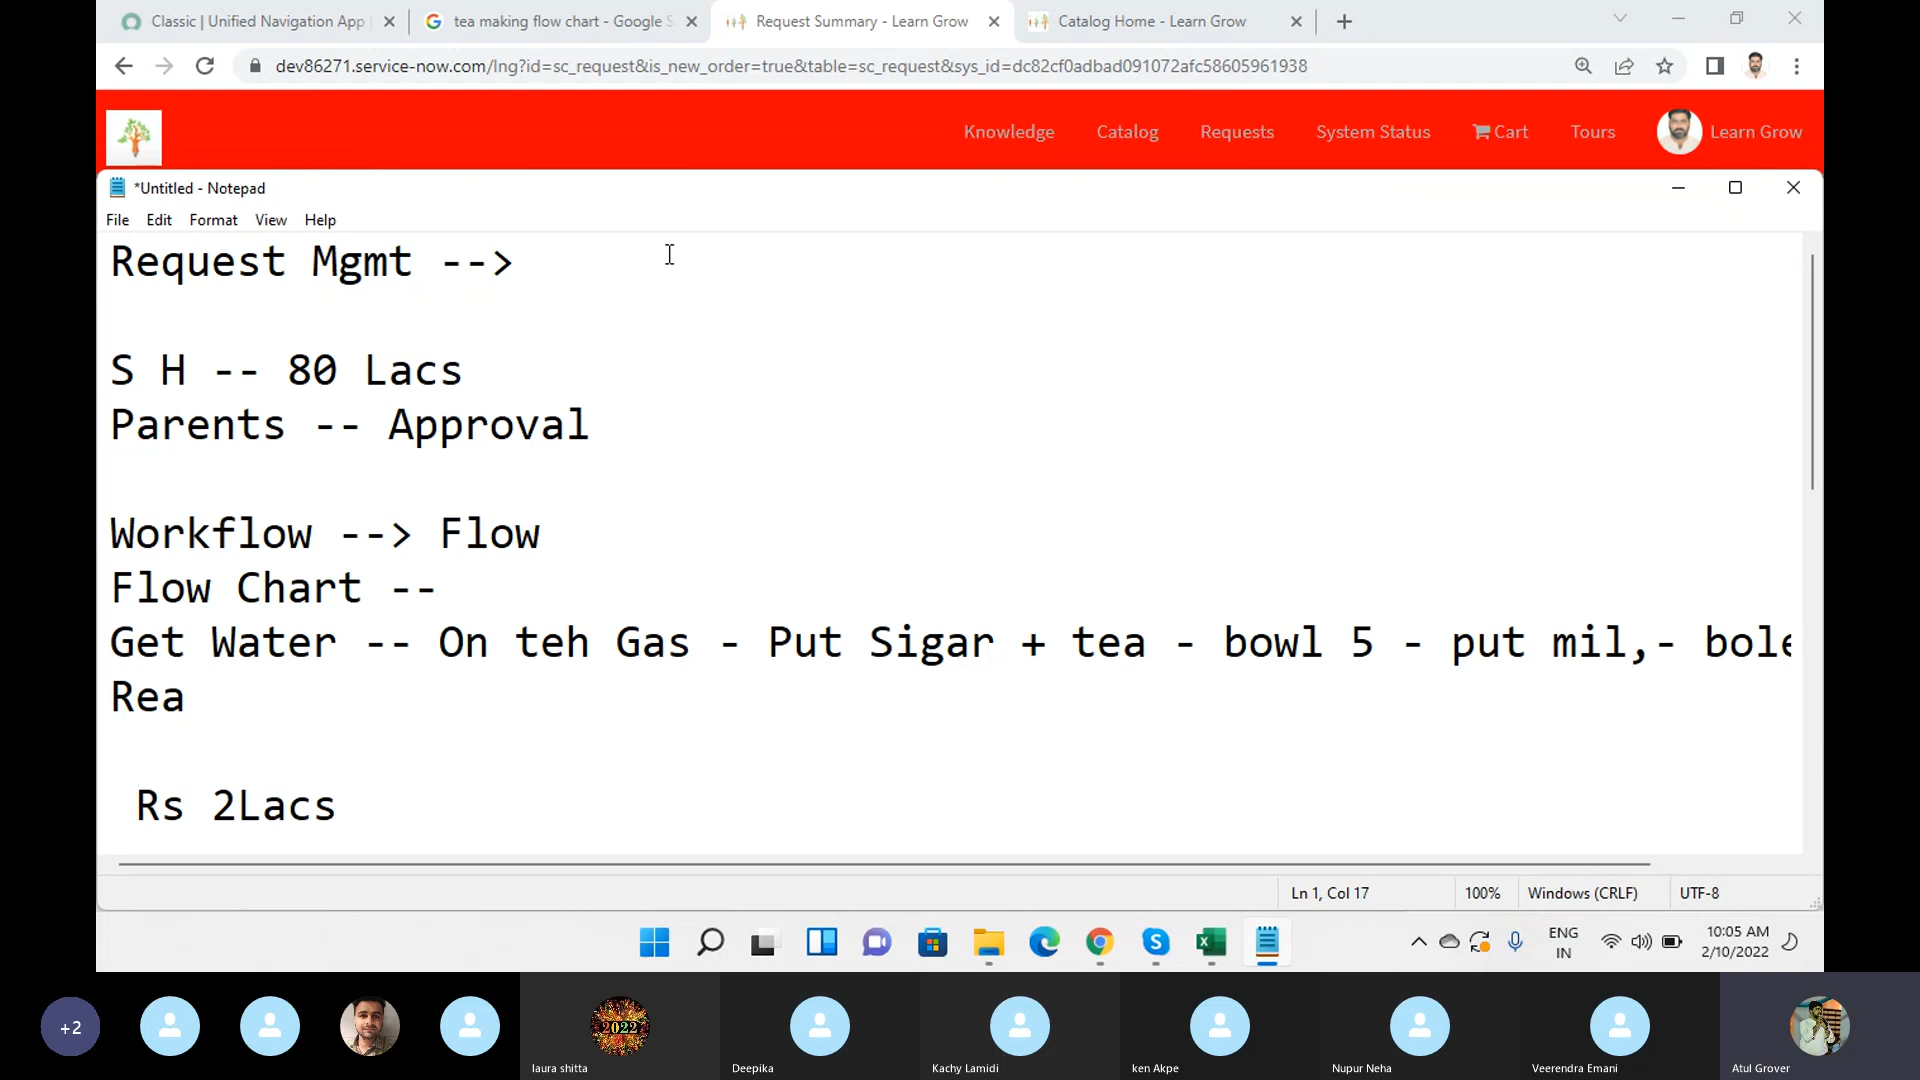 Classic | Unified Navigation App
tea making flow chart - Google S
Request Summary - Learn Grow
Catalog Home - Learn Grow
dev86271.service-now.com/lng?id=sc_request&is_new_order=true&table=sc_request&sys_id=dc82cf0adbad091072afc58605961938
Knowledge
Catalog
Requests
System Status
Cart
Tours
Learn Grow
*Untitled - Notepad
File Edit Format View Help
Request Mgmt -->
S H -- 80 Lacs
Parents -- Approval
Workflow --> Flow
Flow Chart --
Get Water -- On teh Gas - Put Sigar + tea - bowl 5 - put mil,- bole
Rea
Rs 2Lacs
Ln 1, Col 17
100%
Windows (CRLF)
UTF-8
ENG
IN
10:05 AM
2/10/2022
+2
2022
laura shitta
Deepika
Kachy Lamidi
ken Akpe
Nupur Neha
Veerendra Emani
Atul Grover